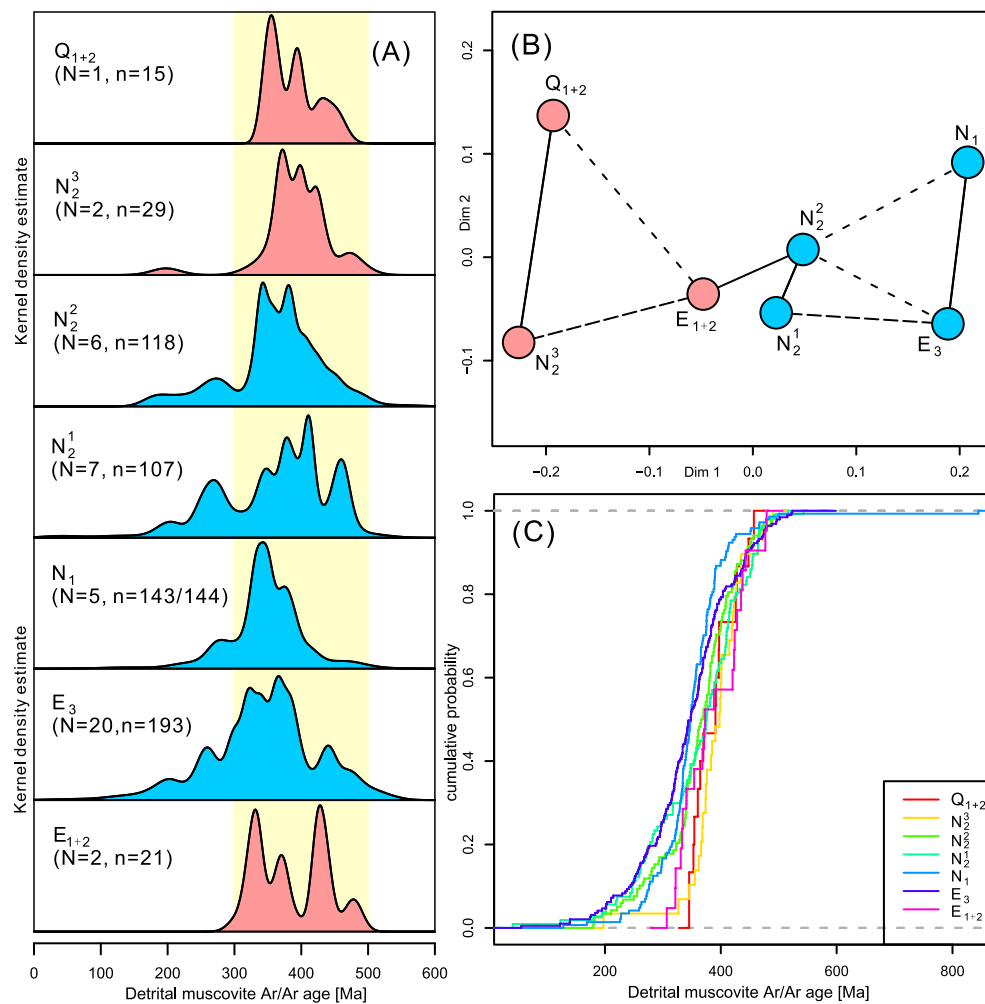 (A)
Q1+2
(N=1, n=15)
N2^3
(N=2, n=29)
N2^2
(N=6, n=118)
N2^1
(N=7, n=107)
N1
(N=5, n=143/144)
E3
(N=20,n=193)
E1+2
(N=2, n=21)
Kernel density estimate
Kernel density estimate
0 100 200 300 400 500 600
Detrital muscovite Ar/Ar age [Ma]
(B)
Q1+2
N1
N2^2
E1+2
N2^1
E3
N2^3
0.2
0.1
0.0
-0.1
Dim 2
−0.2 −0.1 0.0 0.1 0.2
Dim 1
(C)
1.0
0.8
0.6
0.4
0.2
0.0
cumulative probability
Q1+2
N2^3
N2^2
N2^1
N1
E3
E1+2
200 400 600 800
Detrital muscovite Ar/Ar age [Ma]